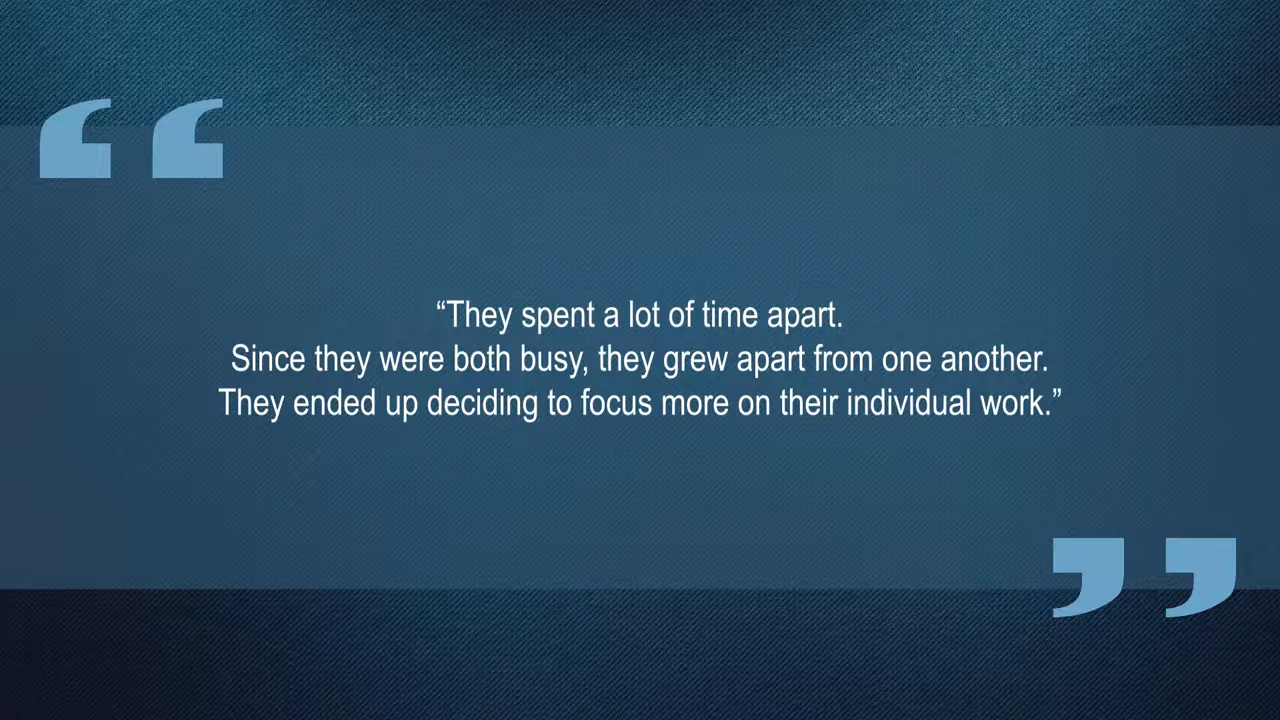 “They spent a lot of time apart.
Since they were both busy, they grew apart from one another.
They ended up deciding to focus more on their individual work.”